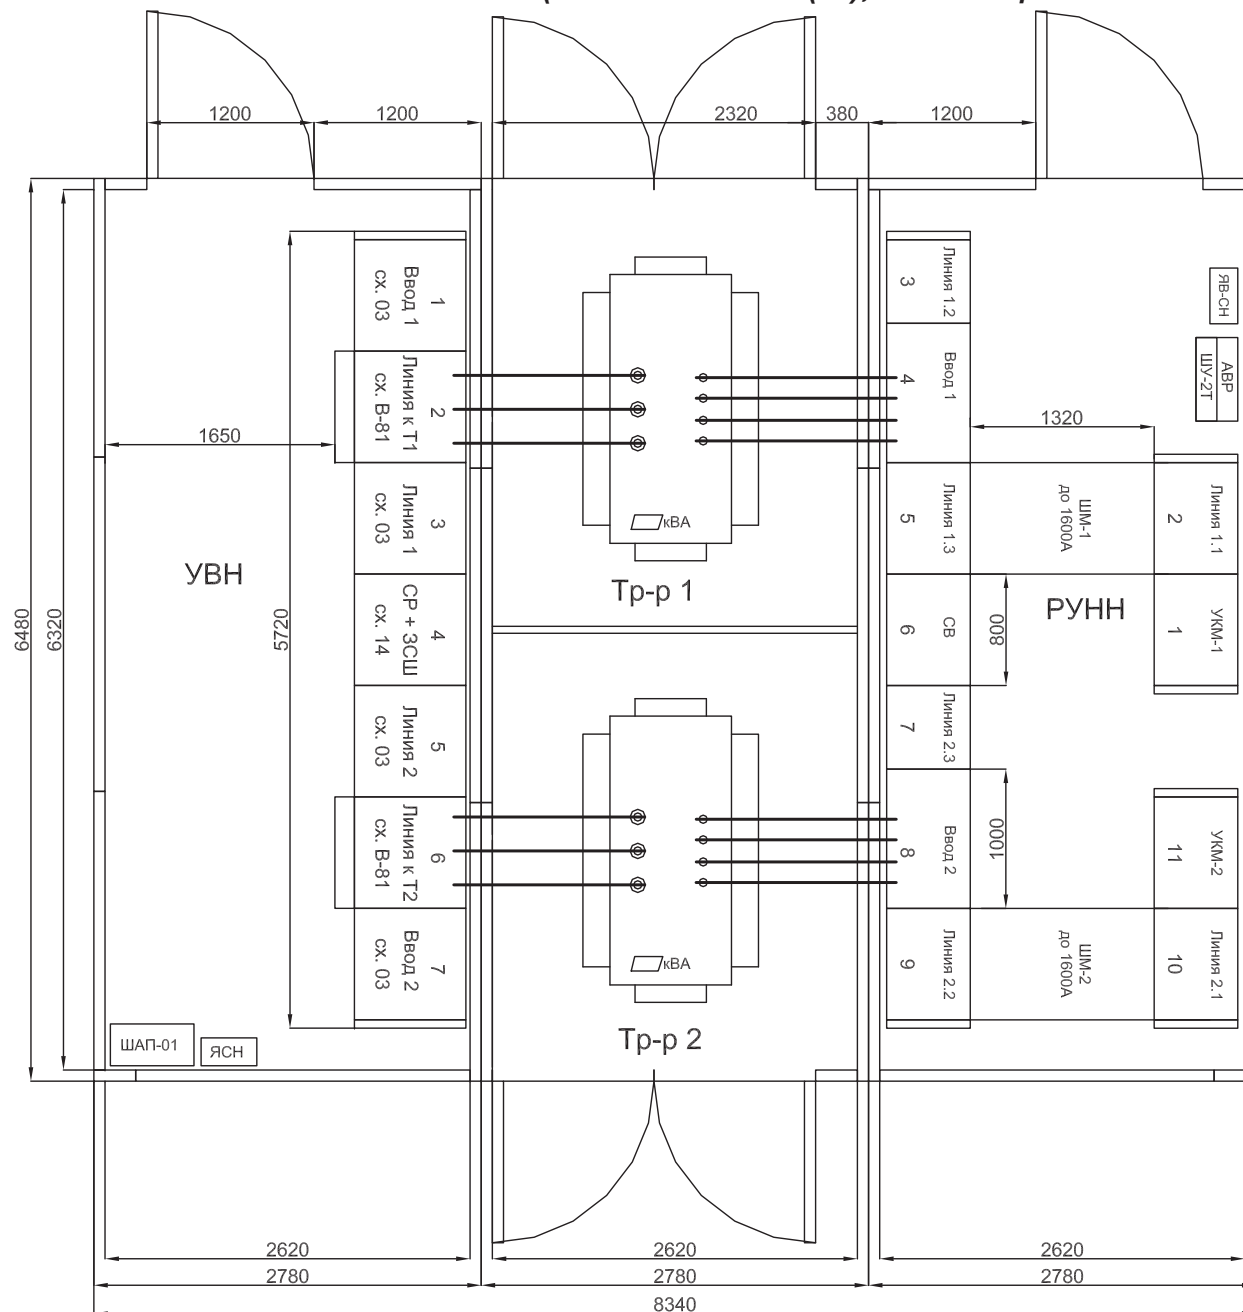 1200
1200
2320
380
1200
1
Ввод 1
сх. 03
2
Линия к Т1
сх. В-81
3
Линия 1
сх. 03
4
СР + ЗСШ
сх. 14
5
Линия 2
сх. 03
6
Линия к Т2
сх. В-81
7
Ввод 2
сх. 03
1650
УВН
6480
6320
5720
ШАП-01
ЯСН
кВА
Тр-р 1
кВА
Тр-р 2
Линия 1.2
3
Ввод 1
4
Линия 1.3
5
СВ
6
Линия 2.3
7
Ввод 2
8
Линия 2.2
9
ЯВ-СН
АВР
ШУ-2Т
1320
ШМ-1
до 1600А
Линия 1.1
2
УКМ-1
1
800
РУНН
1000
УКМ-2
11
Линия 2.1
10
ШМ-2
до 1600А
2620
2620
2620
2780
2780
2780
8340